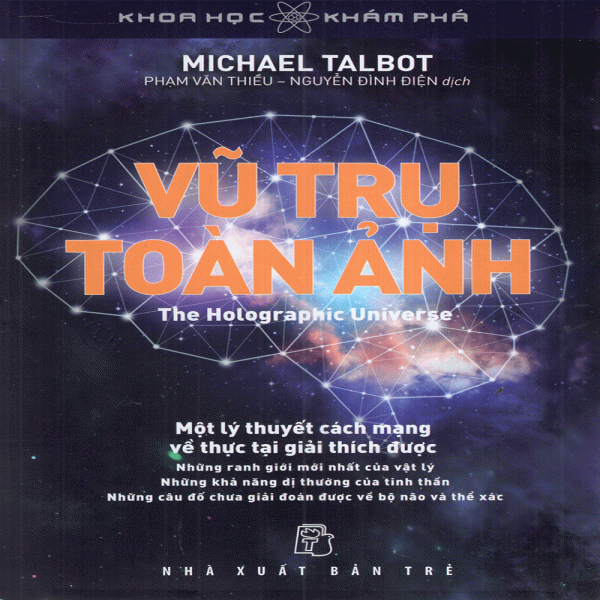 KHOA HỌC KHÁM PHÁ
MICHAEL TALBOT
PHẠM VĂN THIỀU – NGUYỄN ĐÌNH ĐIỆN dịch
VŨ TRỤ
TOÀN ẢNH
The Holographic Universe
Một lý thuyết cách mạng
về thực tại giải thích được
Những ranh giới mới nhất của vật lý
Những khả năng dị thường của tinh thần
Những câu đố chưa giải đoán được về bộ não và thể xác
NHÀ XUẤT BẢN TRẺ